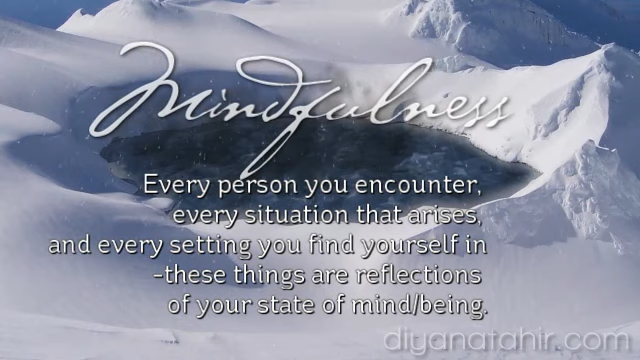 Mindfulness
Every person you encounter,
every situation that arises,
and every setting you find yourself in
-these things are reflections
of your state of mind/being.
diyanatahir.com